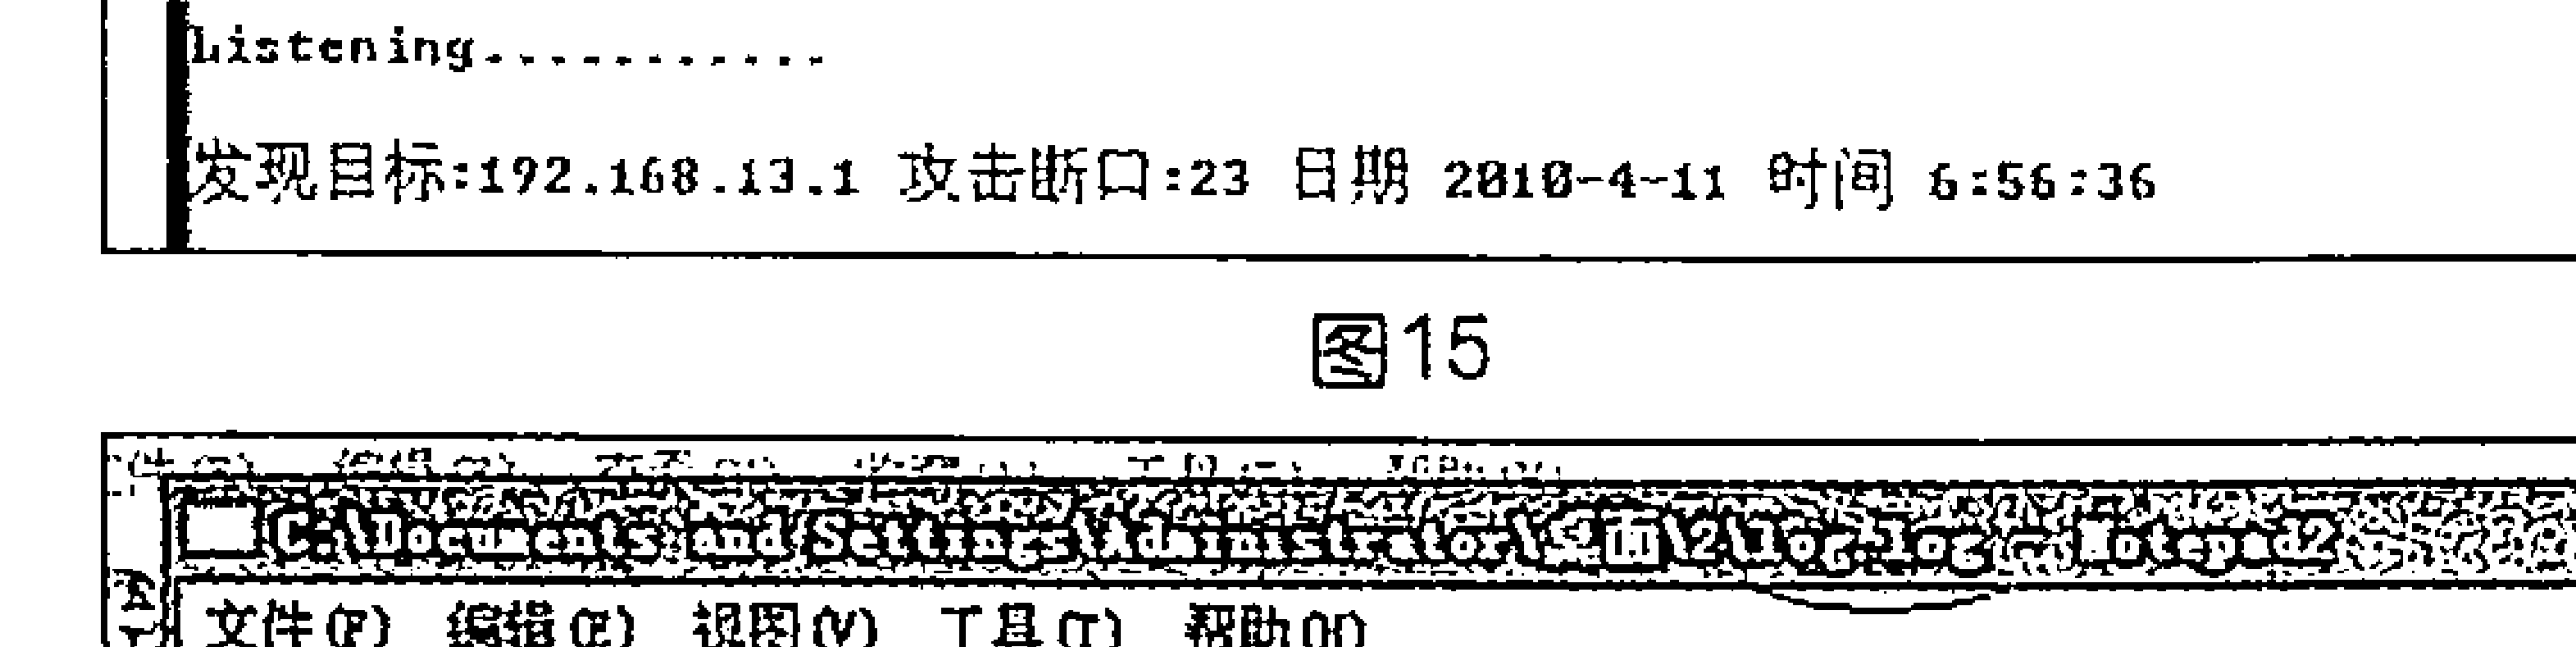 Listening...........
发现目标:192.168.13.1 攻击断口:23 日期 2010-4-11 时间 6:56:36
图15
C:\Documents and Settings\Administrator\桌面\2\log.log - Notepad2
文件(F) 编辑(E) 视图(V) 工具(T) 帮助(H)